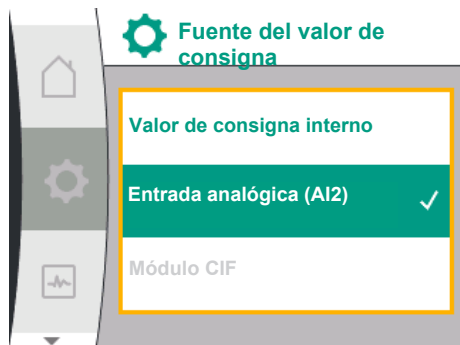 Fuente del valor de
consigna
Valor de consigna interno
Entrada analógica (AI2)
Módulo CIF